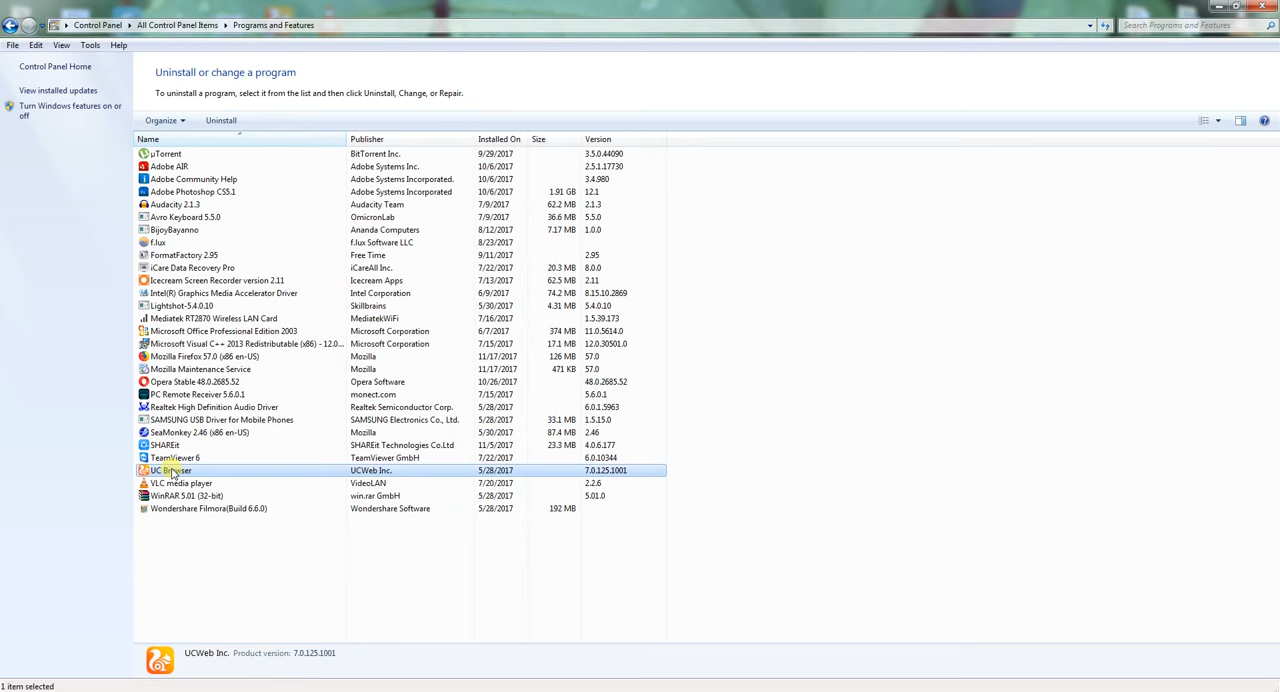 Control Panel All Control Panel Items Programs and Features Search Programs and Features
File Edit View Tools Help
Control Panel Home
View installed updates
Turn Windows features on or
off
Uninstall or change a program
To uninstall a program, select it from the list and then click Uninstall, Change, or Repair.
Organize Uninstall
Name Publisher Installed On Size Version
µTorrent BitTorrent Inc. 9/29/2017 3.5.0.44090
Adobe AIR Adobe Systems Inc. 10/6/2017 2.5.1.17730
Adobe Community Help Adobe Systems Incorporated. 10/6/2017 3.4.980
Adobe Photoshop CS5.1 Adobe Systems Incorporated 10/6/2017 1.91 GB 12.1
Audacity 2.1.3 Audacity Team 7/9/2017 62.2 MB 2.1.3
Avro Keyboard 5.5.0 OmicronLab 7/9/2017 36.6 MB 5.5.0
BijoyBayanno Ananda Computers 8/12/2017 7.17 MB 1.0.0
f.lux f.lux Software LLC 8/23/2017
FormatFactory 2.95 Free Time 9/11/2017 2.95
iCare Data Recovery Pro iCareAll Inc. 7/22/2017 20.3 MB 8.0.0
Icecream Screen Recorder version 2.11 Icecream Apps 7/13/2017 62.5 MB 2.11
Intel(R) Graphics Media Accelerator Driver Intel Corporation 6/9/2017 74.2 MB 8.15.10.2869
Lightshot-5.4.0.10 Skillbrains 5/30/2017 4.31 MB 5.4.0.10
Mediatek RT2870 Wireless LAN Card MediatekWiFi 7/16/2017 1.5.39.173
Microsoft Office Professional Edition 2003 Microsoft Corporation 6/7/2017 374 MB 11.0.5614.0
Microsoft Visual C++ 2013 Redistributable (x86) - 12.0... Microsoft Corporation 7/15/2017 17.1 MB 12.0.30501.0
Mozilla Firefox 57.0 (x86 en-US) Mozilla 11/17/2017 126 MB 57.0
Mozilla Maintenance Service Mozilla 11/17/2017 471 KB 57.0
Opera Stable 48.0.2685.52 Opera Software 10/26/2017 48.0.2685.52
PC Remote Receiver 5.6.0.1 monect.com 7/15/2017 5.6.0.1
Realtek High Definition Audio Driver Realtek Semiconductor Corp. 5/28/2017 6.0.1.5963
SAMSUNG USB Driver for Mobile Phones SAMSUNG Electronics Co., Ltd. 5/28/2017 33.1 MB 1.5.15.0
SeaMonkey 2.46 (x86 en-US) Mozilla 5/30/2017 87.4 MB 2.46
SHAREit SHAREit Technologies Co.Ltd 11/5/2017 23.3 MB 4.0.6.177
TeamViewer 6 TeamViewer GmbH 7/22/2017 6.0.10344
UC Browser UCWeb Inc. 5/28/2017 7.0.125.1001
VLC media player VideoLAN 7/20/2017 2.2.6
WinRAR 5.01 (32-bit) win.rar GmbH 5/28/2017 5.01.0
Wondershare Filmora(Build 6.6.0) Wondershare Software 5/28/2017 192 MB
UCWeb Inc. Product version: 7.0.125.1001
1 item selected